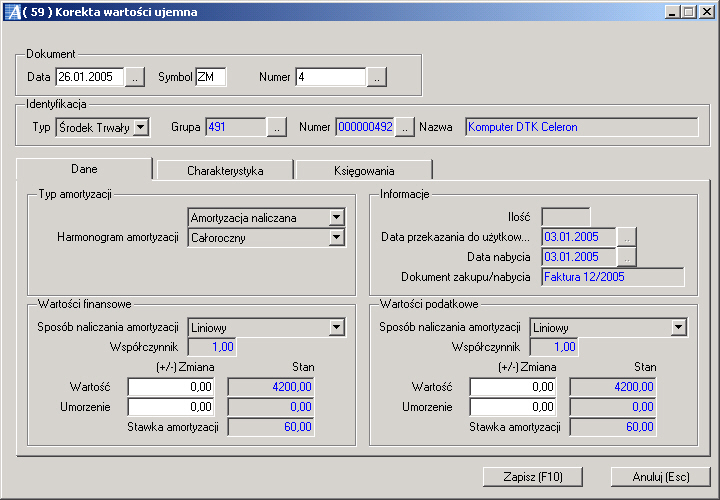 A( 59 ) Korekta wartości ujemna
Dokument
Data 26.01.2005 .. Symbol ZM Numer 4 ..
Identyfikacja
Typ Środek Trwały Grupa 491 .. Numer 000000492 .. Nazwa Komputer DTK Celeron
Dane Charakterystyka Księgowania
Typ amortyzacji
Amortyzacja naliczana
Harmonogram amortyzacji Całoroczny
Informacje
Ilość
Data przekazania do użytkow... 03.01.2005 ..
Data nabycia 03.01.2005 ..
Dokument zakupu/nabycia Faktura 12/2005
Wartości finansowe
Sposób naliczania amortyzacji Liniowy
Współczynnik 1,00
(+/-) Zmiana Stan
Wartość 0,00 4200,00
Umorzenie 0,00 0,00
Stawka amortyzacji 60,00
Wartości podatkowe
Sposób naliczania amortyzacji Liniowy
Współczynnik 1,00
(+/-) Zmiana Stan
Wartość 0,00 4200,00
Umorzenie 0,00 0,00
Stawka amortyzacji 60,00
Zapisz (F10) Anuluj (Esc)